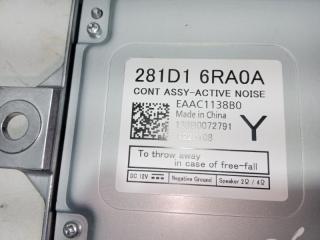 281D1 6RA0A
CONT ASSY-ACTIVE NOISE
EAAC1138B0
Made in China
Y
To throw away
in case of free-fall
DC 12V
Negative Ground
Speaker 2Ω / 4Ω